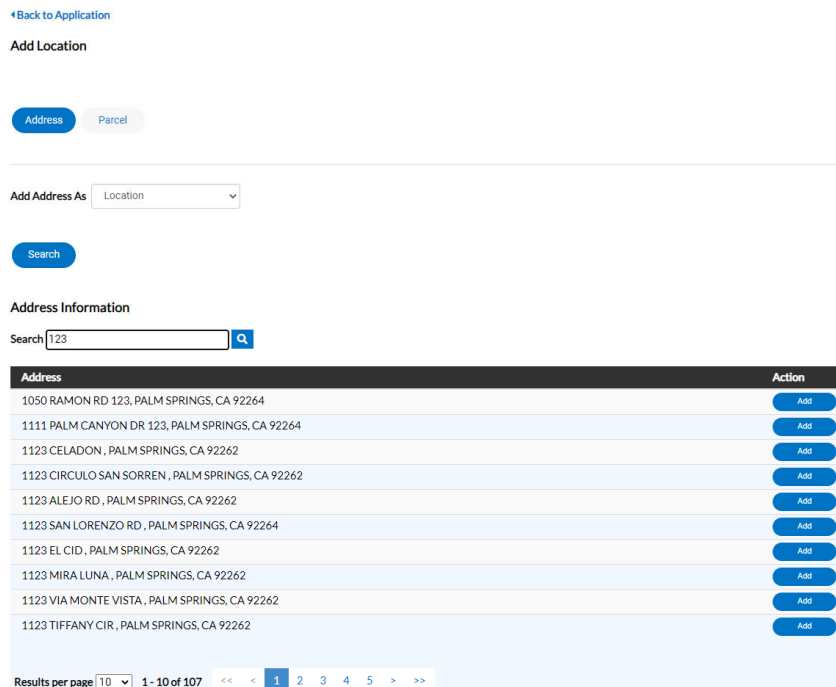 Back to Application
Add Location
Address Parcel
Add Address As Location
Search
Address Information
Search 123
Address Action
1050 RAMON RD 123, PALM SPRINGS, CA 92264 Add
1111 PALM CANYON DR 123, PALM SPRINGS, CA 92264 Add
1123 CELADON , PALM SPRINGS, CA 92262 Add
1123 CIRCULO SAN SORREN , PALM SPRINGS, CA 92262 Add
1123 ALEJO RD , PALM SPRINGS, CA 92262 Add
1123 SAN LORENZO RD , PALM SPRINGS, CA 92264 Add
1123 EL CID , PALM SPRINGS, CA 92262 Add
1123 MIRA LUNA , PALM SPRINGS, CA 92262 Add
1123 VIA MONTE VISTA , PALM SPRINGS, CA 92262 Add
1123 TIFFANY CIR , PALM SPRINGS, CA 92262 Add
Results per page 10 1 - 10 of 107 << < 1 2 3 4 5 > >>